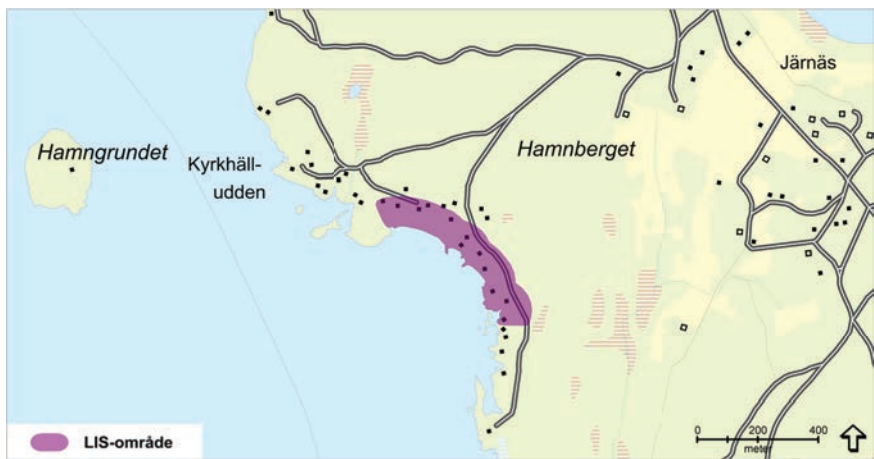 Järnäs
Hamngrundet
Kyrkhäll-
udden
Hamnberget
LIS-område
0 200 400
meter